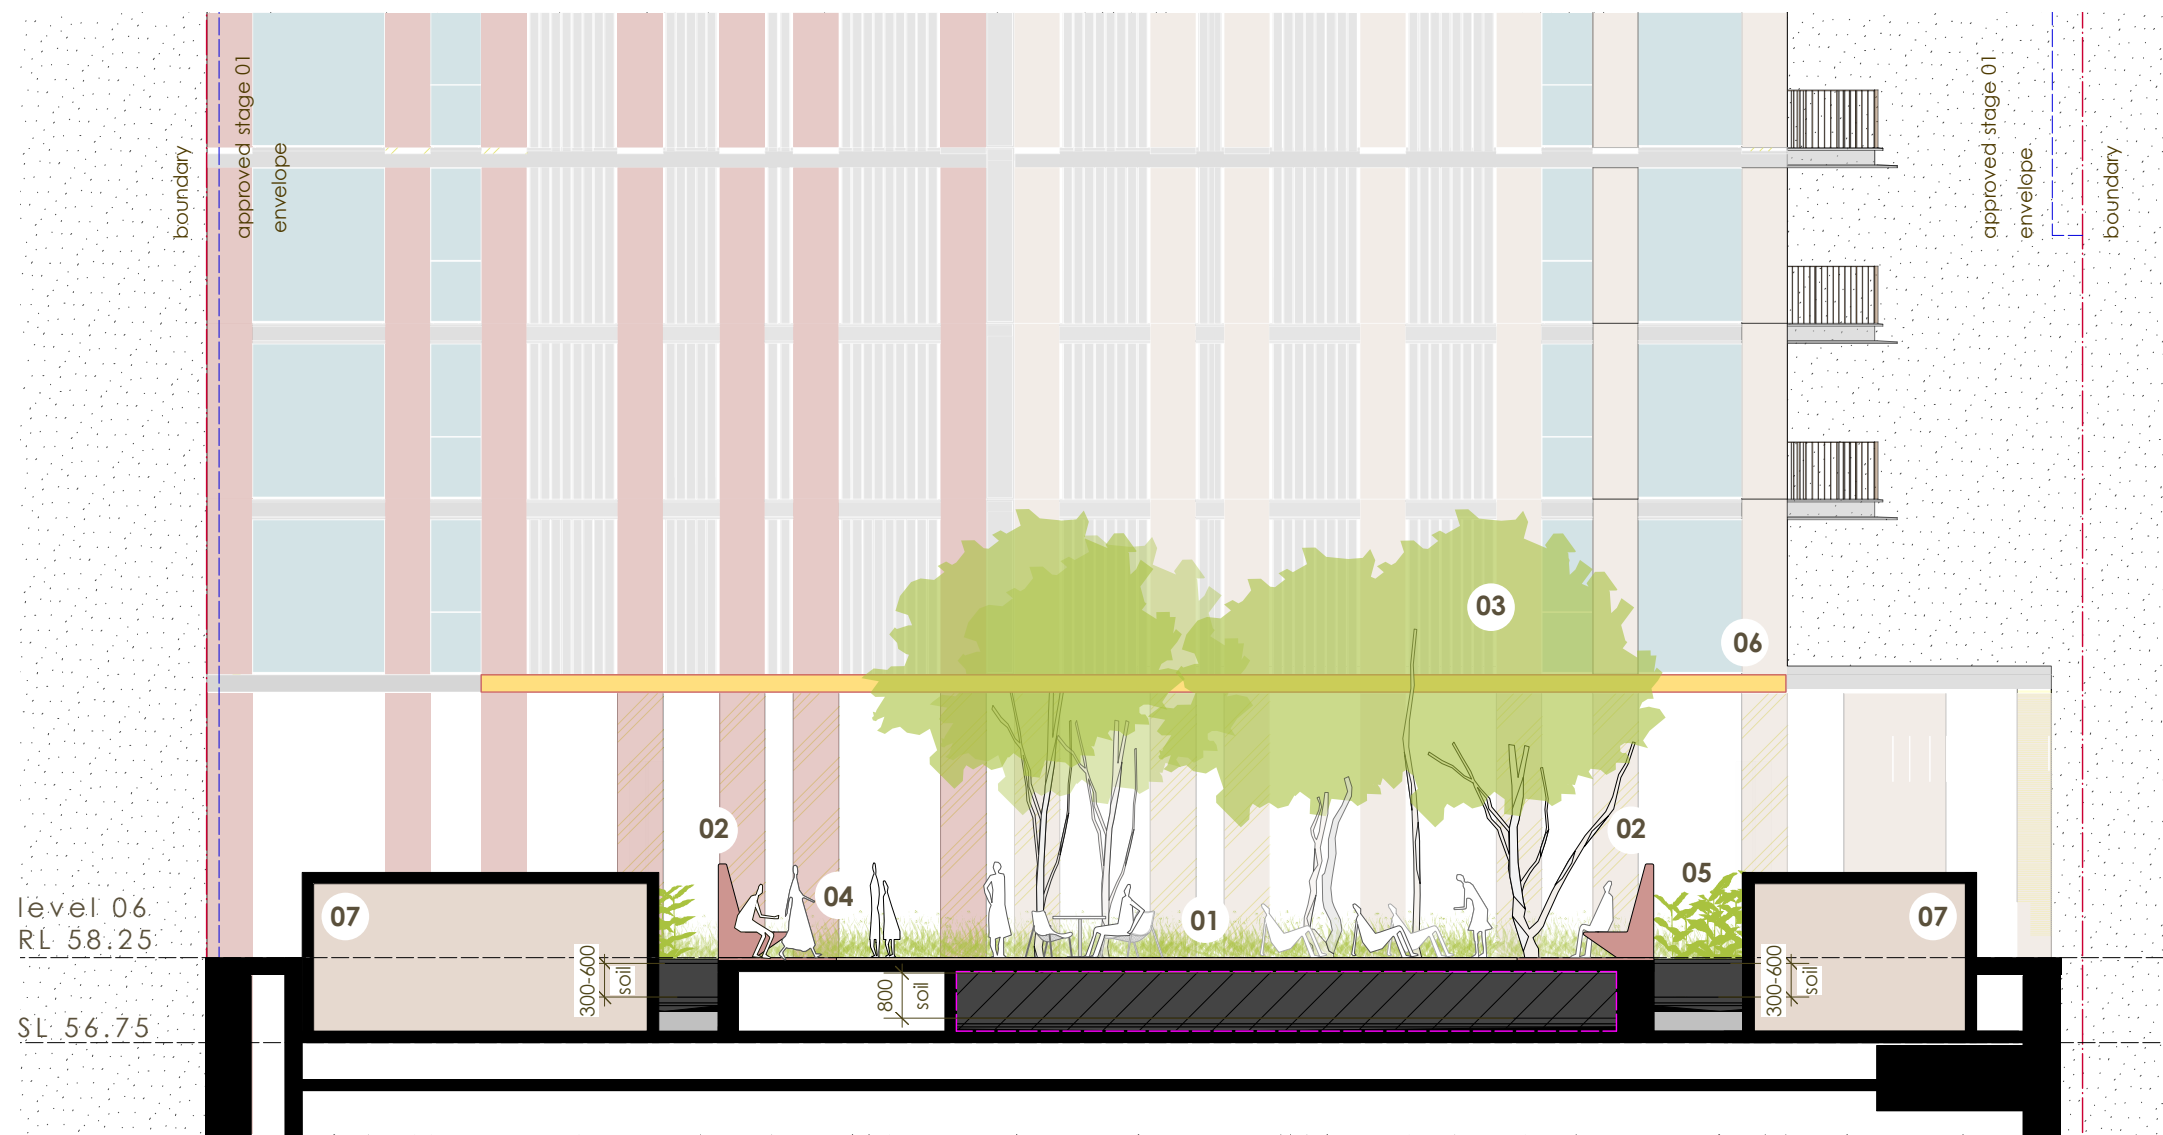 boundary
approved stage 01
envelope
approved stage 01
envelope
boundary
03
06
02
02
05
04
07
01
07
level 06
RL 58.25
300-600
soil
800
soil
300-600
soil
SL 56.75